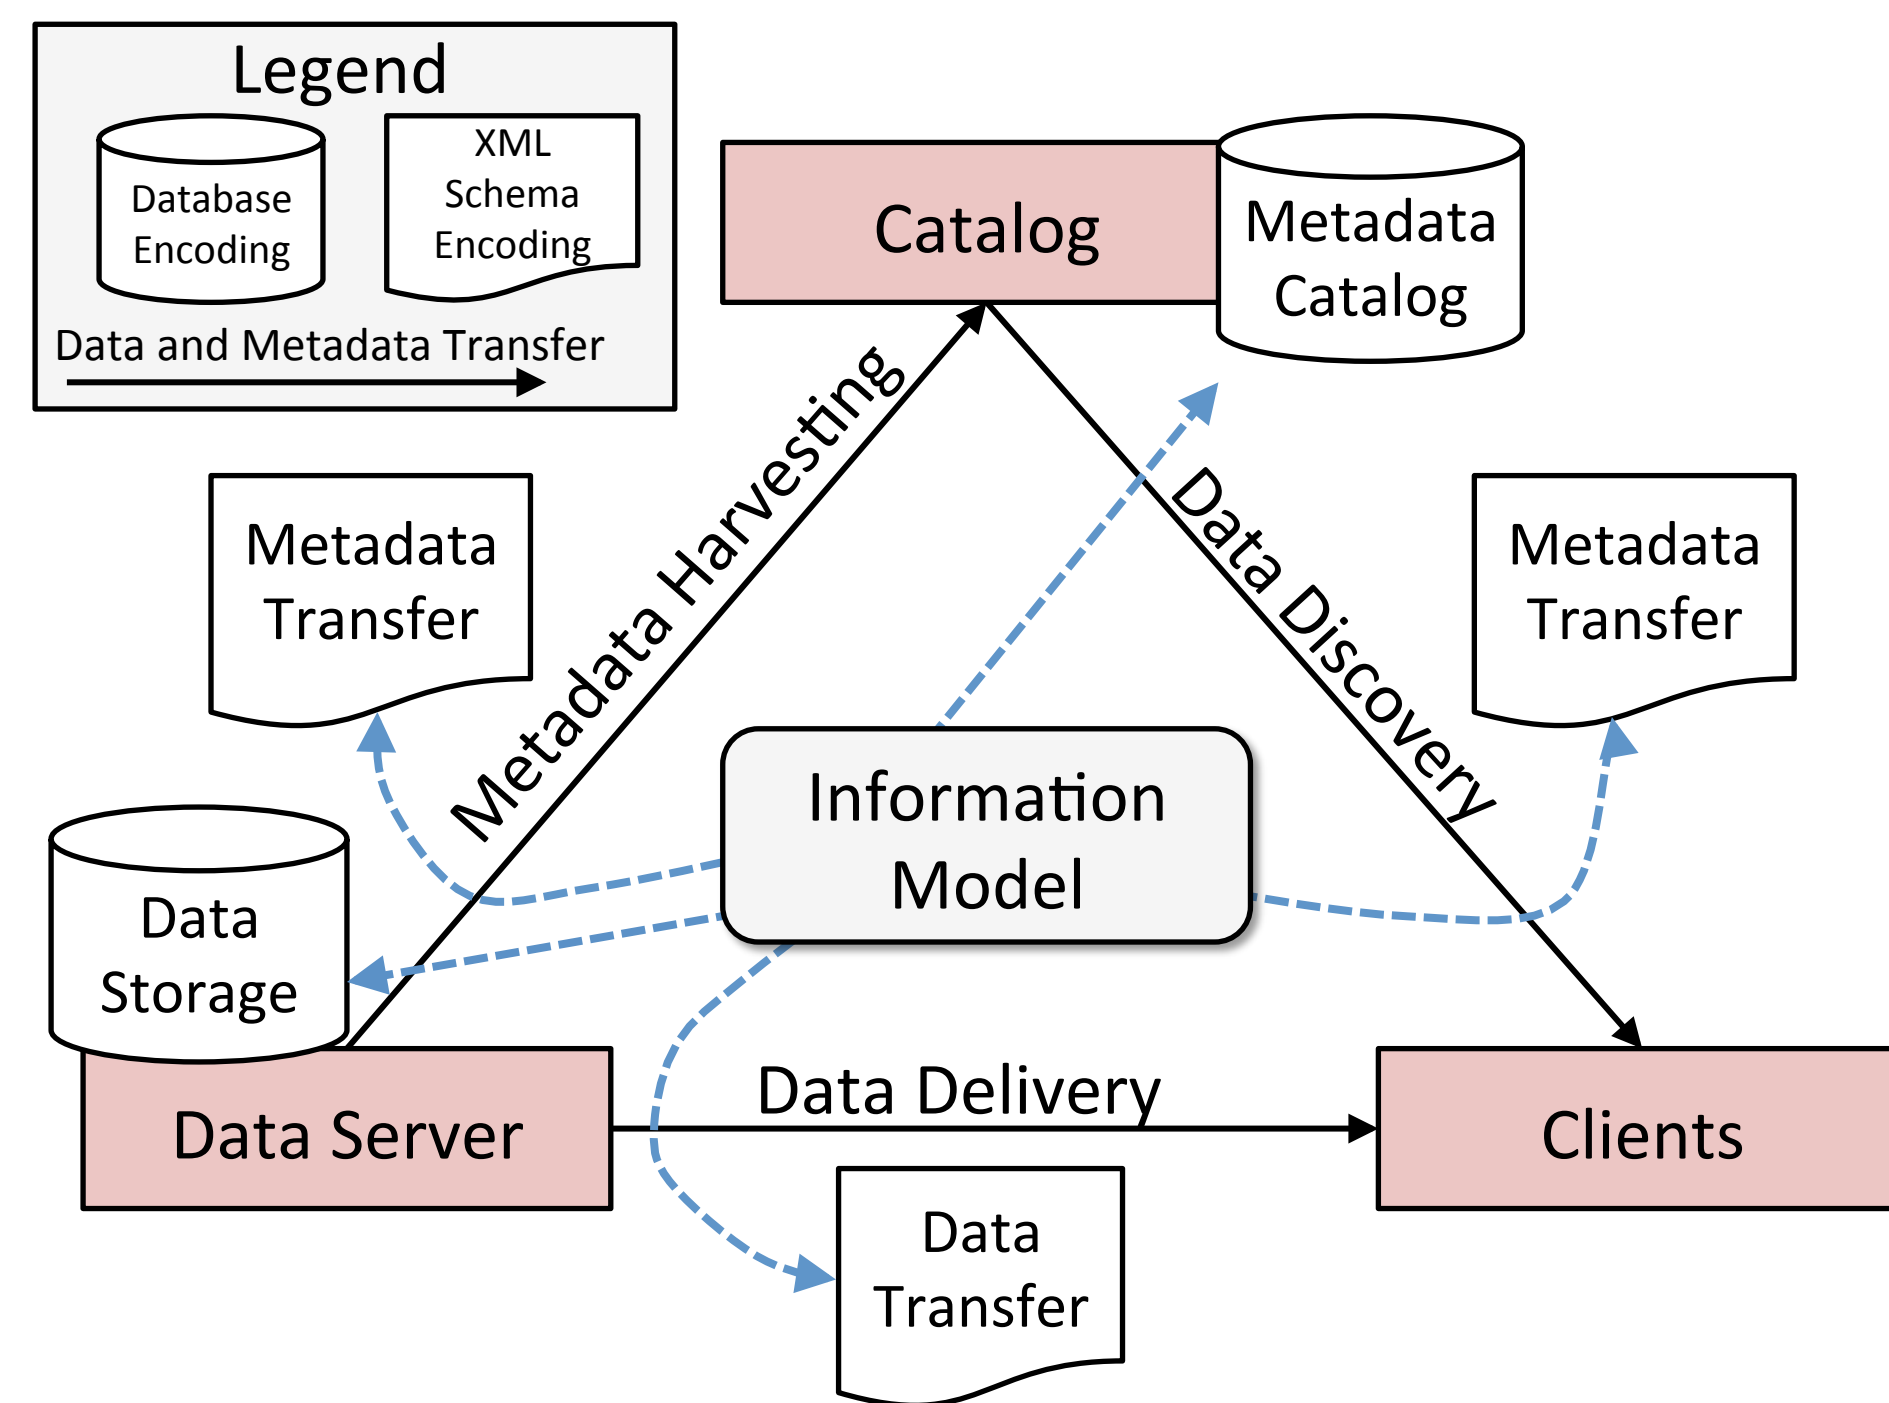 Legend
Database
Encoding
XML
Schema
Encoding
Data and Metadata Transfer
Catalog
Metadata
Catalog
Metadata Harvesting
Data Discovery
Metadata
Transfer
Metadata
Transfer
Information
Model
Data
Storage
Data Server
Data Delivery
Clients
Data
Transfer